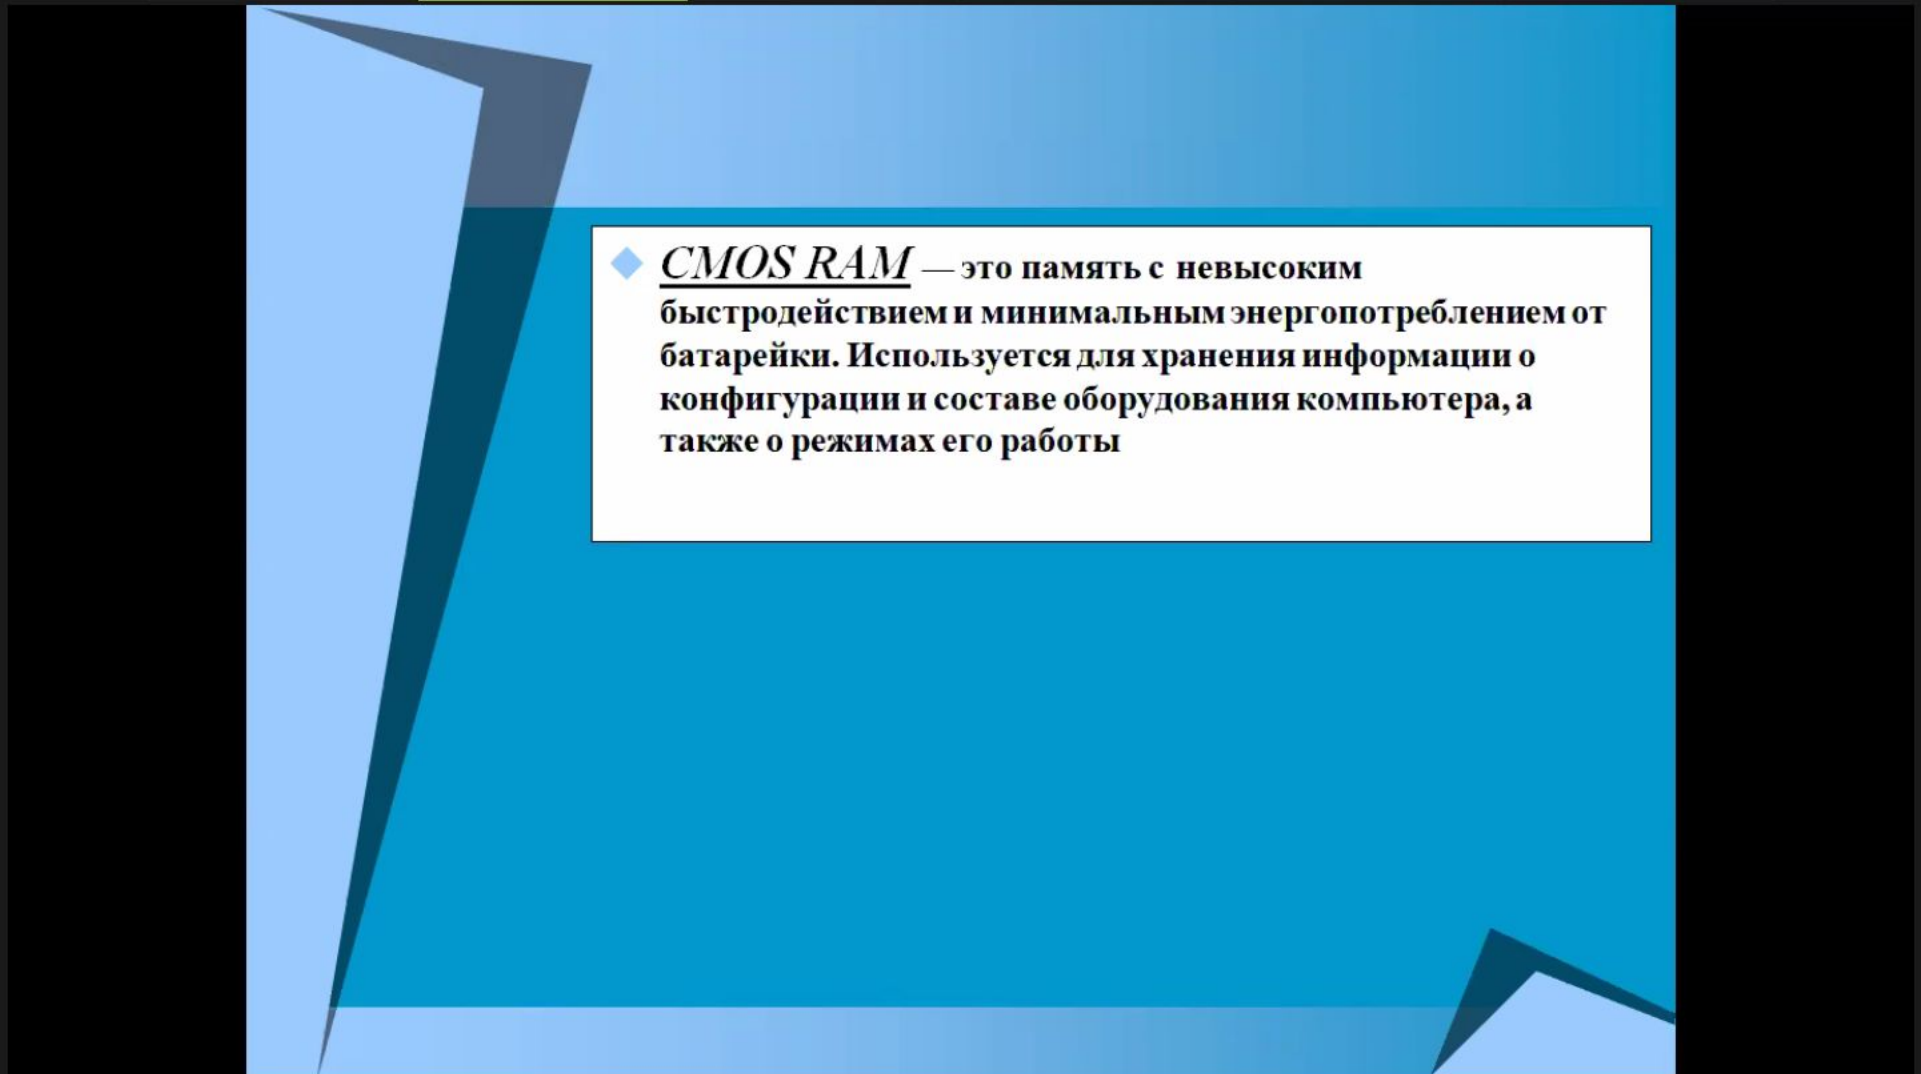 CMOS RAM — это память с невысоким
быстродействием и минимальным энергопотреблением от
батарейки. Используется для хранения информации о
конфигурации и составе оборудования компьютера, а
также о режимах его работы